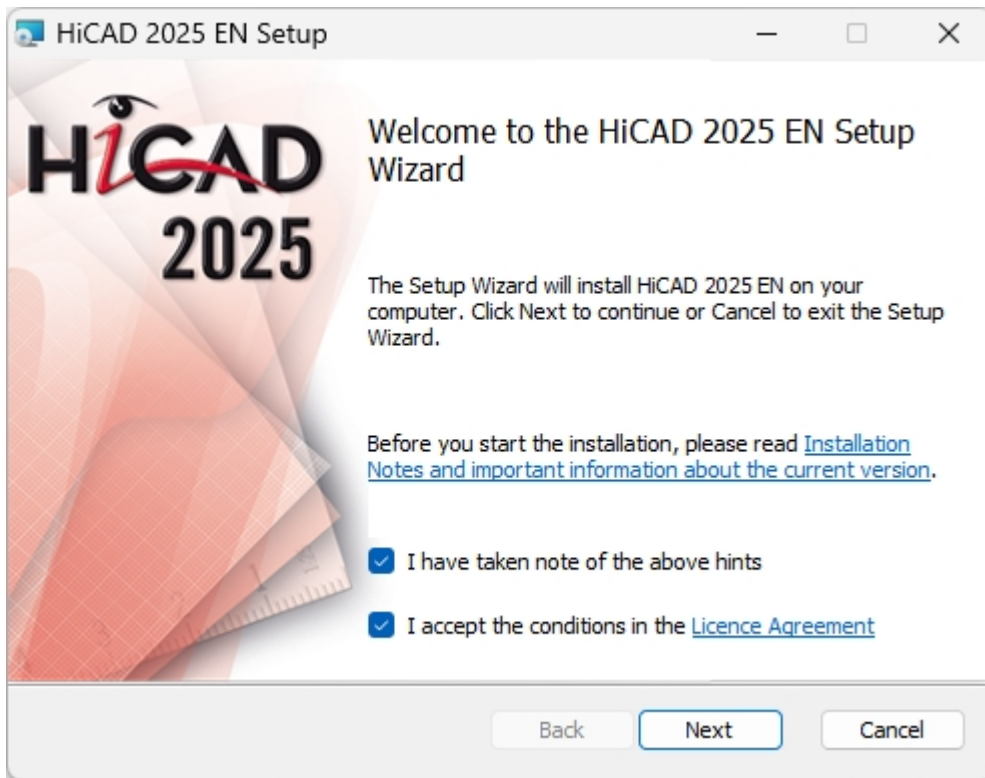 HiCAD 2025 EN Setup
HiCAD
2025
Welcome to the HiCAD 2025 EN Setup
Wizard
The Setup Wizard will install HiCAD 2025 EN on your
computer. Click Next to continue or Cancel to exit the Setup
Wizard.
Before you start the installation, please read Installation
Notes and important information about the current version.
I have taken note of the above hints
I accept the conditions in the Licence Agreement
Back
Next
Cancel